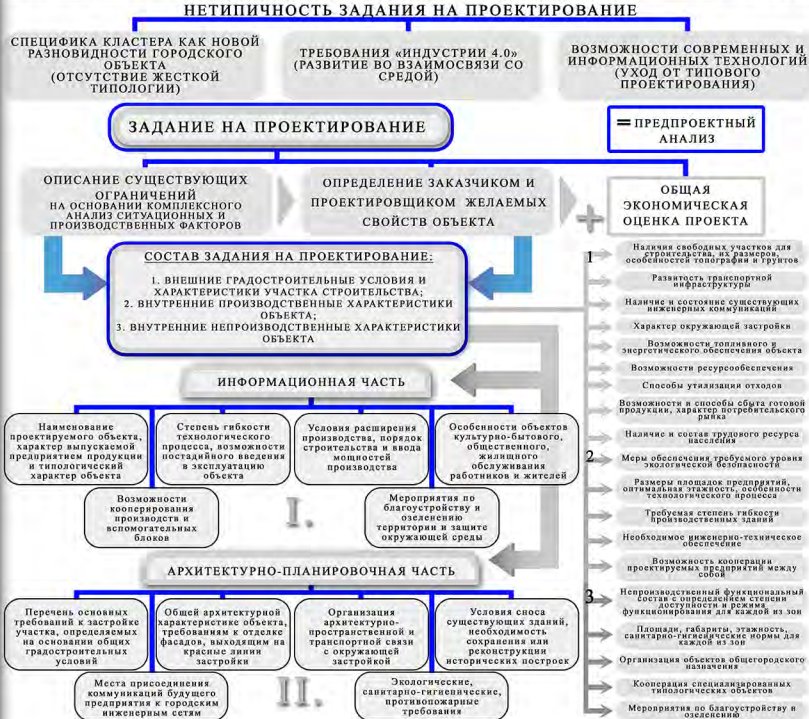 НЕТИПИЧНОСТЬ ЗАДАНИЯ НА ПРОЕКТИРОВАНИЕ
СПЕЦИФИКА КЛАСТЕРА КАК НОВОЙ
РАЗНОВИДНОСТИ ГОРОДСКОГО
ОБЪЕКТА
(ОТСУТСТВИЕ ЖЕСТКОЙ
ТИПОЛОГИИ)
ТРЕБОВАНИЯ «ИНДУСТРИИ 4.0»
(РАЗВИТИЕ ВО ВЗАИМОСВЯЗИ СО
СРЕДОЙ)
ВОЗМОЖНОСТИ СОВРЕМЕННЫХ И
ИНФОРМАЦИОННЫХ ТЕХНОЛОГИЙ
(УХОД ОТ ТИПОВОГО
ПРОЕКТИРОВАНИЯ)
ЗАДАНИЕ НА ПРОЕКТИРОВАНИЕ
= ПРЕДПРОЕКТНЫЙ
АНАЛИЗ
ОПИСАНИЕ СУЩЕСТВУЮЩИХ
ОГРАНИЧЕНИЙ
НА ОСНОВАНИИ КОМПЛЕКСНОГО
АНАЛИЗ СИТУАЦИОННЫХ И
ПРОИЗВОДСТВЕННЫХ ФАКТОРОВ
ОПРЕДЕЛЕНИЕ ЗАКАЗЧИКОМ И
ПРОЕКТИРОВЩИКОМ ЖЕЛАЕМЫХ
СВОЙСТВ ОБЪЕКТА
+
ОБЩАЯ
ЭКОНОМИЧЕСКАЯ
ОЦЕНКА ПРОЕКТА
СОСТАВ ЗАДАНИЯ НА ПРОЕКТИРОВАНИЕ:
1. ВНЕШНИЕ ГРАДОСТРОИТЕЛЬНЫЕ УСЛОВИЯ И
ХАРАКТЕРИСТИКИ УЧАСТКА СТРОИТЕЛЬСТВА;
2. ВНУТРЕННИЕ ПРОИЗВОДСТВЕННЫЕ ХАРАКТЕРИСТИКИ
ОБЪЕКТА;
3. ВНУТРЕННИЕ НЕПРОИЗВОДСТВЕННЫЕ ХАРАКТЕРИСТИКИ
ОБЪЕКТА
ИНФОРМАЦИОННАЯ ЧАСТЬ
Наименование
проектируемого объекта,
характер выпускаемой
предприятием продукции
и типологический
характер объекта
Степень гибкости
технологического
процесса, возможности
постадийного введения
в эксплуатацию
объекта
Условия расширения
производства, порядок
строительства и ввода
мощностей
производства
Особенности объектов
культурно-бытового,
общественного,
жилищного
обслуживания
работников и жителей
Возможности
кооперирования
производств и
вспомогательных
блоков
I.
Мероприятия по
благоустройству и
озеленению
территории и защите
окружающей среды
АРХИТЕКТУРНО-ПЛАНИРОВОЧНАЯ ЧАСТЬ
Перечень основных
требований к застройке
участка, определяемых
на основании общих
градостроительных
условий
Общей архитектурной
характеристике объекта,
требованиям к отделке
фасадов, выходящим на
красные линии
застройки
Организация
архитектурно-
пространственной и
транспортной связи
с окружающей
застройкой
Условия сноса
существующих зданий,
необходимость
сохранения или
реконструкции
исторических построек
Места присоединения
коммуникаций будущего
предприятия к городским
инженерным сетям
II.
Экологические,
санитарно-гигиенические,
противопожарные
требования
1
Наличия свободных участков для
строительства, их размеров,
особенностей топографии и грунтов
Развитость транспортной
инфраструктуры
Наличие и состояние существующих
инженерных коммуникаций
Характер окружающей застройки
Возможности топливного и
энергетического обеспечения объекта
Возможности ресурсообеспечения
Способы утилизации отходов
Возможности и способы сбыта готовой
продукции, характер потребительского
рынка
Наличие и состав трудового ресурса
населения
2
Меры обеспечения требуемого уровня
экологической безопасности
Размеры площадок предприятий,
оптимальная этажность, особенности
технологического процесса
Требуемая степень гибкости
производственных зданий
Необходимое инженерно-техническое
обеспечение
Возможность кооперации
проектируемых предприятий между
собой
3
Непроизводственный функциональный
состав с определением степени
доступности и режима
функционирования для каждой из зон
Площади, габариты, этажность,
санитарно-гигиенические нормы для
каждой из зон
Организация объектов общегородского
назначения
Кооперация специализированных
типологических объектов
Мероприятия по благоустройству и
озеленению